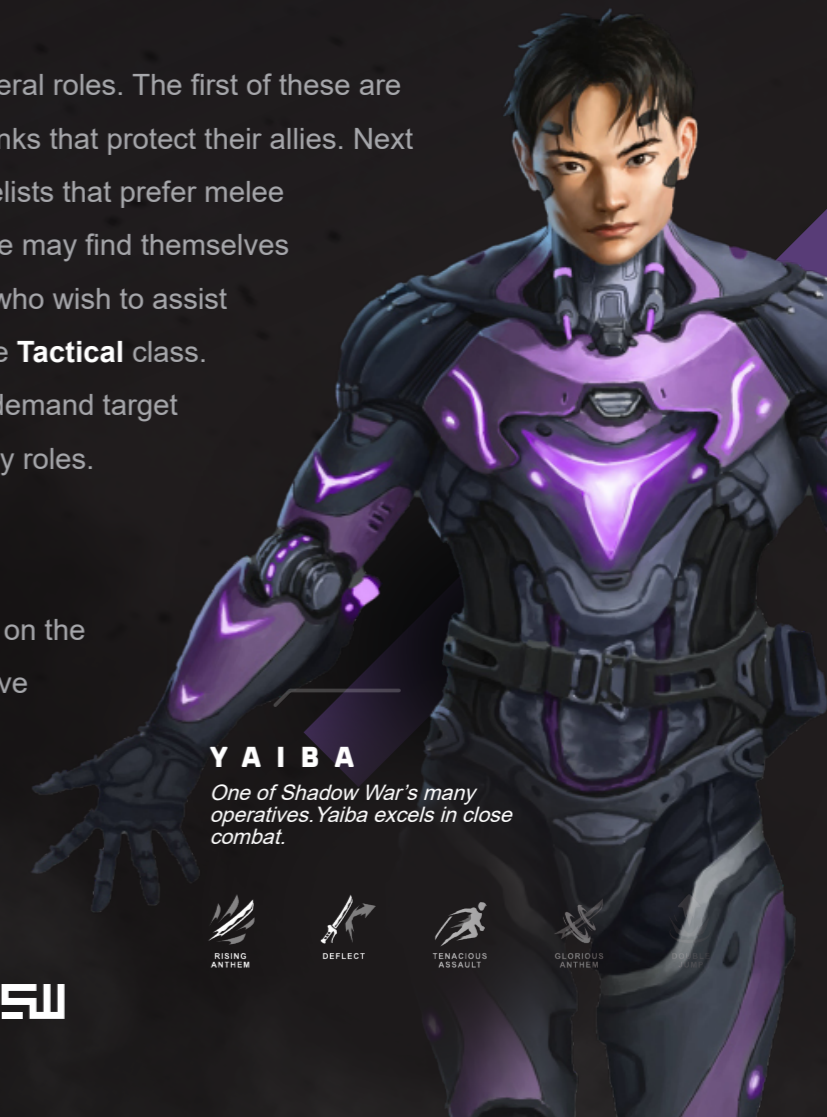 eral roles. The first of these are
nks that protect their allies. Next
elists that prefer melee
e may find themselves
who wish to assist
e Tactical class.
demand target
y roles.
on the
ve
YAIBA
One of Shadow War's many
operatives.Yaiba excels in close
combat.
RISING
ANTHEM
DEFLECT
TENACIOUS
ASSAULT
GLORIOUS
ANTHEM
DOUBLE
JUMP
SW